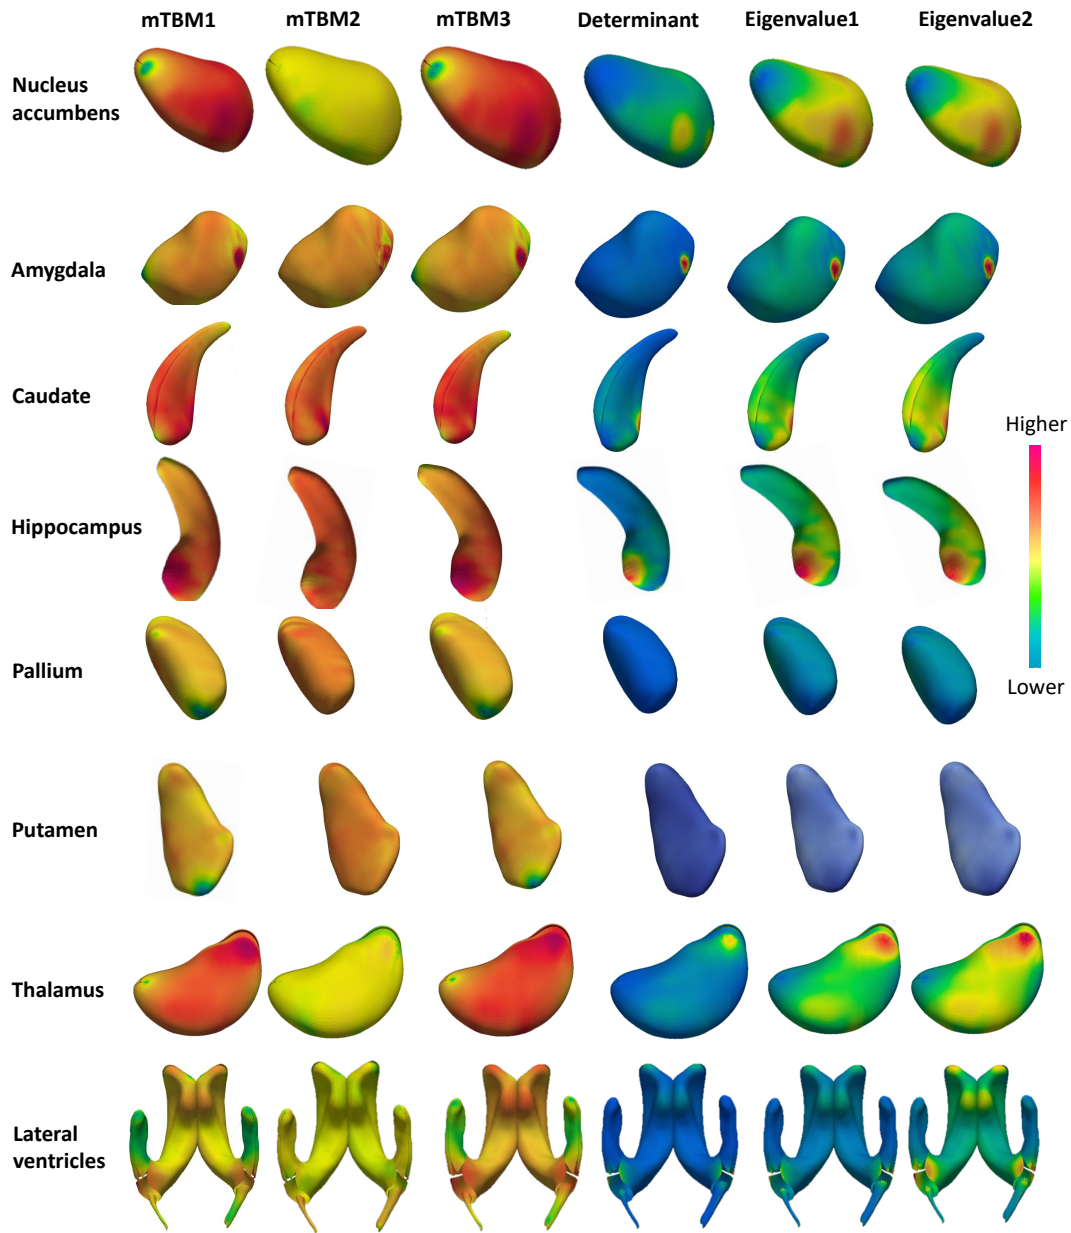 mTBM1 mTBM2 mTBM3 Determinant Eigenvalue1 Eigenvalue2
Nucleus
accumbens
Amygdala
Caudate
Higher
Hippocampus
Pallium
Lower
Putamen
Thalamus
Lateral
ventricles